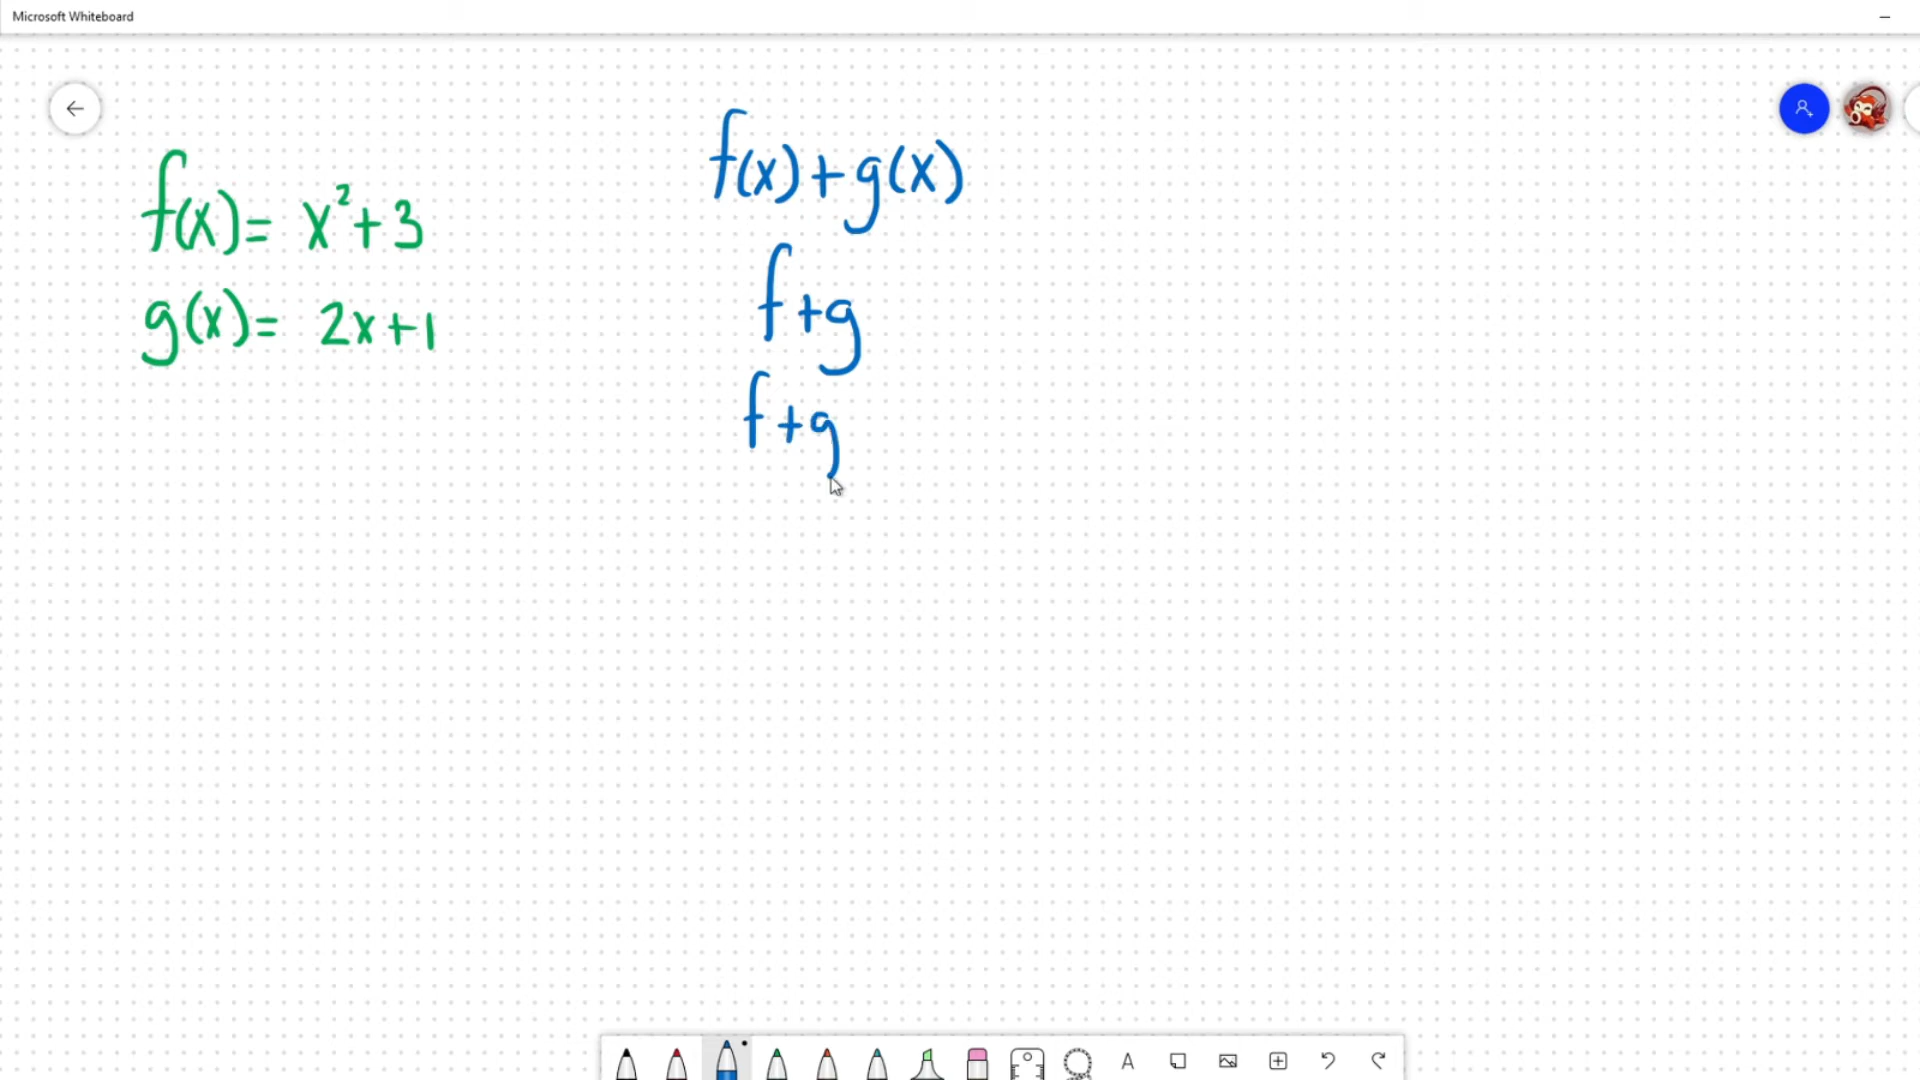 Microsoft Whiteboard
f(x) = x²+3
g(x) = 2x+1
f(x)+g(x)
f+g
f+g
A